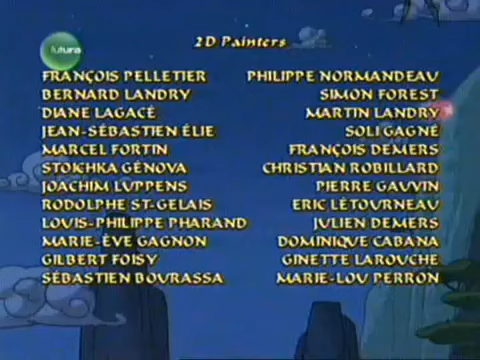 2D Painters
futura
FRANÇOIS PELLETIER PHILIPPE NORMANDEAU
BERNARD LANDRY SIMON FOREST
DIANE LAGACÉ MARTIN LANDRY
JEAN-SÉBASTIEN ÉLIE SOLI GAGNÉ
MARCEL FORTIN FRANÇOIS DEMERS
STOICHKA GÉNOVA CHRISTIAN ROBILLARD
JOACHIM LUPPENS PIERRE GAUVIN
RODOLPHE ST-GELAIS ERIC LÉTOURNEAU
LOUIS-PHILIPPE PHARAND JULIEN DEMERS
MARIE-ÈVE GAGNON DOMINIQUE CABANA
GILBERT FOISY GINETTE LAROUCHE
SÉBASTIEN BOURASSA MARIE-LOU PERRON